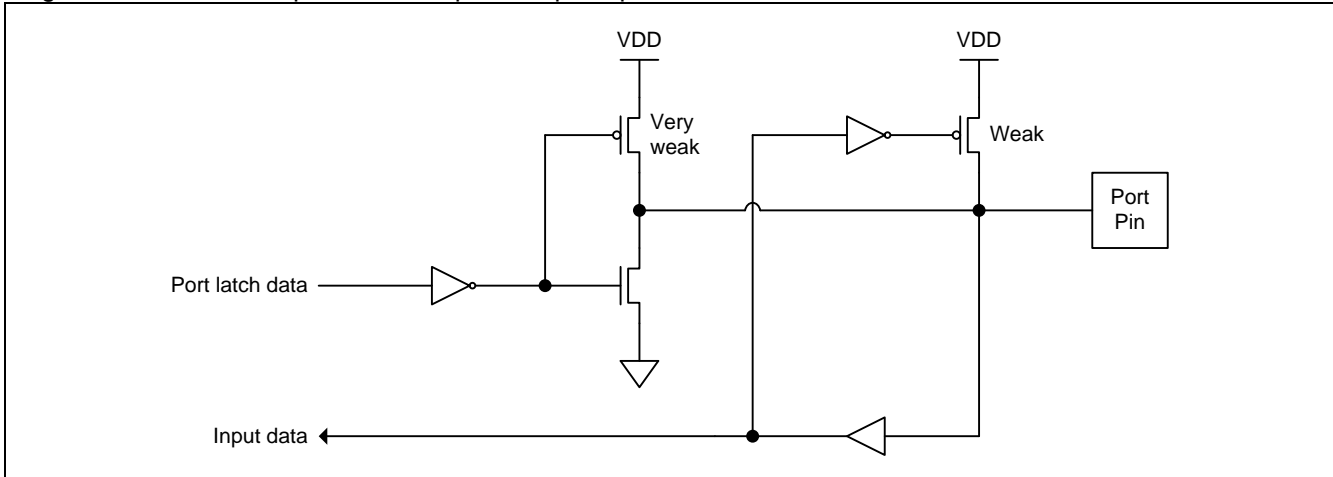 VDD
VDD
Very
weak
Weak
Port
Pin
Port latch data
Input data